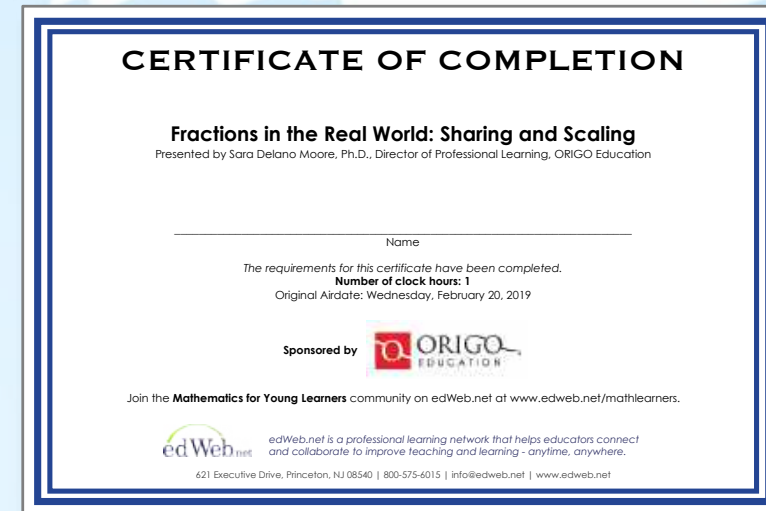 CERTIFICATE OF COMPLETION
Fractions in the Real World: Sharing and Scaling
Presented by Sara Delano Moore, Ph.D., Director of Professional Learning, ORIGO Education
Name
The requirements for this certificate have been completed.
Number of clock hours: 1
Original Airdate: Wednesday, February 20, 2019
Sponsored by ORIGO
EDUCATION
Join the Mathematics for Young Learners community on edWeb.net at www.edweb.net/mathlearners.
edWeb.net edWeb.net is a professional learning network that helps educators connect
and collaborate to improve teaching and learning - anytime, anywhere.
621 Executive Drive, Princeton, NJ 08540 | 800-575-6015 | info@edweb.net | www.edweb.net